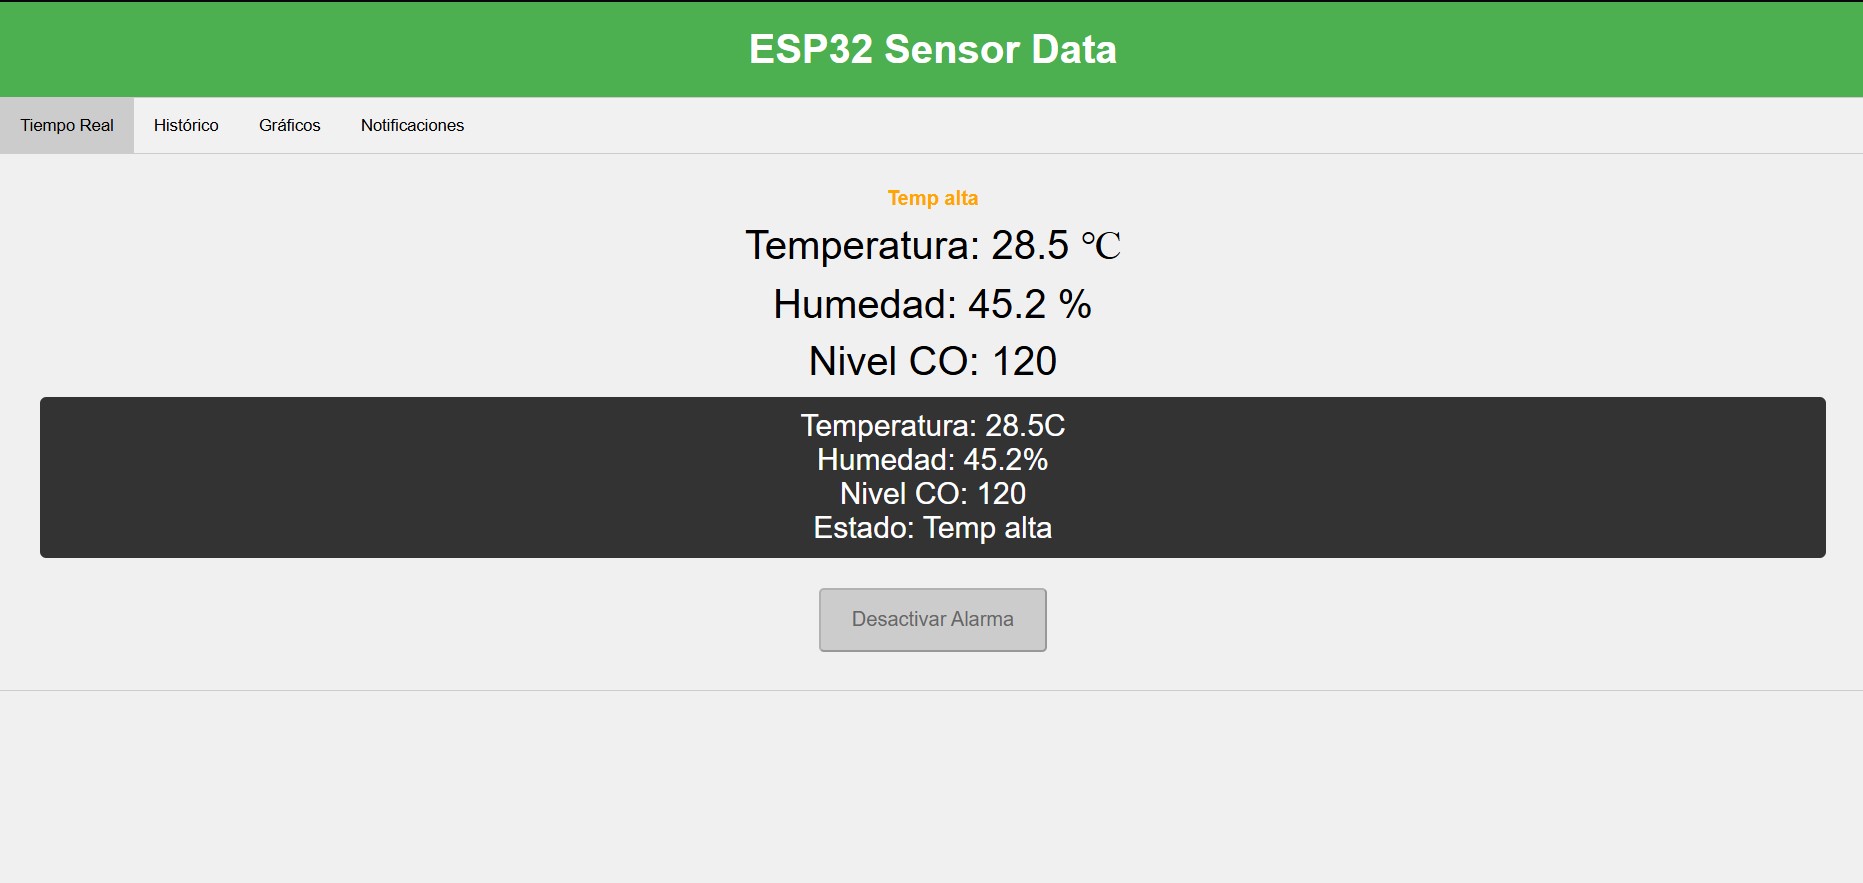 ESP32 Sensor Data
Tiempo Real Histórico Gráficos Notificaciones
Temp alta
Temperatura: 28.5 ℃
Humedad: 45.2 %
Nivel CO: 120
Temperatura: 28.5C
Humedad: 45.2%
Nivel CO: 120
Estado: Temp alta
Desactivar Alarma